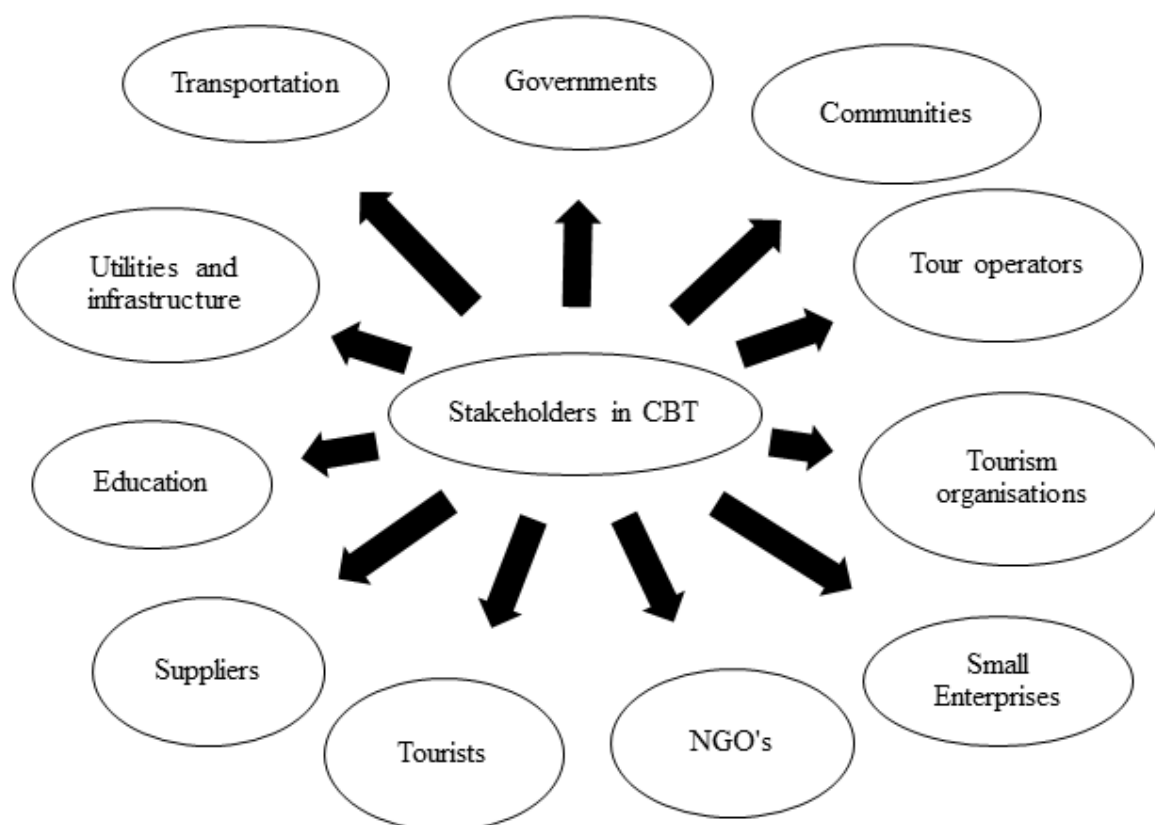 Transportation
Governments
Communities
Utilities and
infrastructure
Tour operators
Stakeholders in CBT
Education
Tourism
organisations
Suppliers
Small
Enterprises
Tourists
NGO's